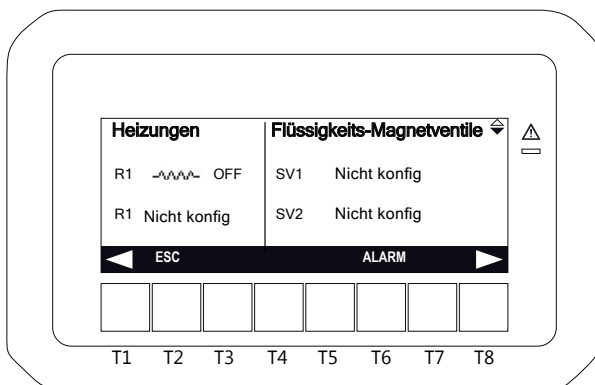 Heizungen Flüssigkeits-Magnetventile
R1 OFF SV1 Nicht konfig
R1 Nicht konfig SV2 Nicht konfig
ESC ALARM
T1 T2 T3 T4 T5 T6 T7 T8